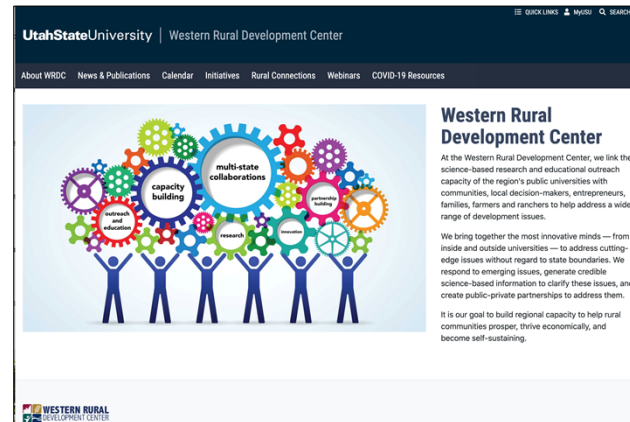 QUICK LINKS MyUSU SEARCH
UtahStateUniversity | Western Rural Development Center
About WRDC News & Publications Calendar Initiatives Rural Connections Webinars COVID-19 Resources
multi-state
collaborations
capacity
building
partnership
building
outreach
and
education
research
innovation
Western Rural
Development Center
At the Western Rural Development Center, we link the
science-based research and educational outreach
capacity of the region's public universities with
communities, local decision-makers, entrepreneurs,
families, farmers and ranchers to help address a wide
range of development issues.
We bring together the most innovative minds — from
inside and outside universities — to address cutting-
edge issues without regard to state boundaries. We
respond to emerging issues, generate credible
science-based information to clarify these issues, and
create public-private partnerships to address them.
It is our goal to build regional capacity to help rural
communities prosper, thrive economically, and
become self-sustaining.
WESTERN RURAL
DEVELOPMENT CENTER